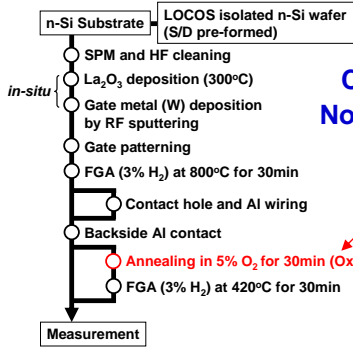 n-Si Substrate
LOCOS isolated n-Si wafer
(S/D pre-formed)
SPM and HF cleaning
in-situ
La₂O₃ deposition (300°C)
Gate metal (W) deposition
by RF sputtering
Gate patterning
FGA (3% H₂) at 800°C for 30min
Contact hole and Al wiring
Backside Al contact
Annealing in 5% O₂ for 30min (Ox
FGA (3% H₂) at 420°C for 30min
Measurement
No